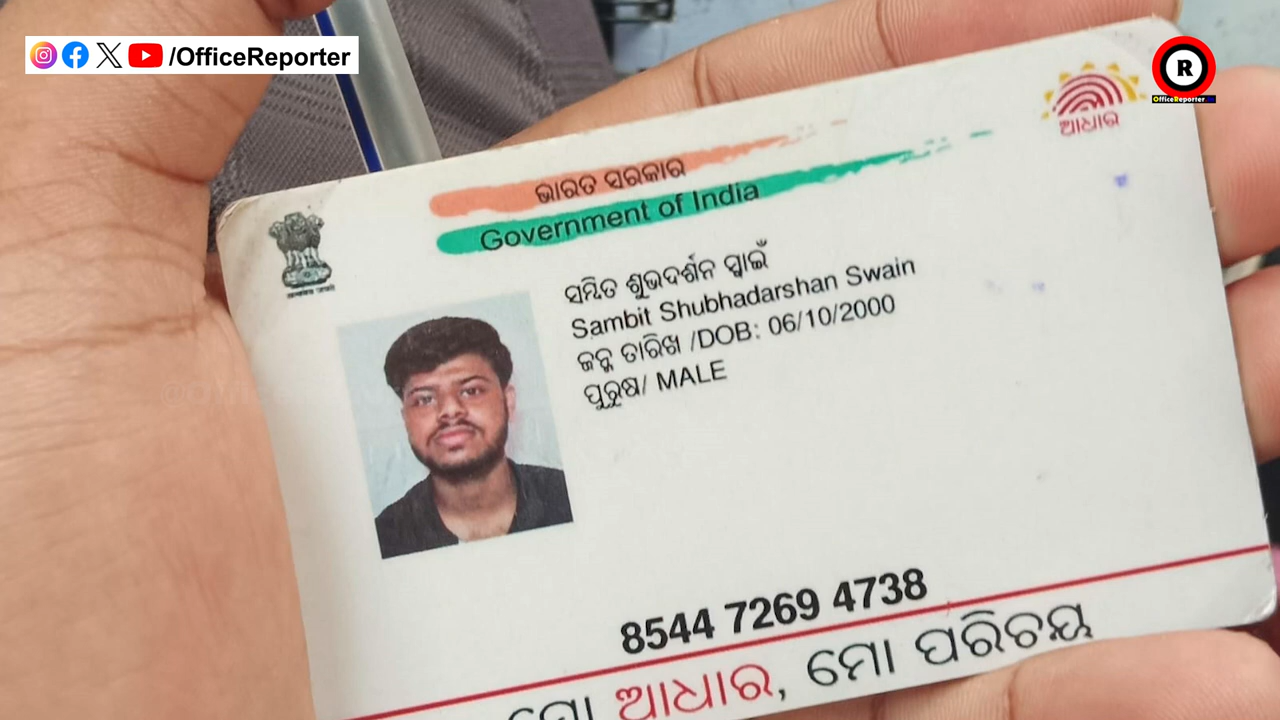 /OfficeReporter
R
OfficeReporter
ଆଧାର
ଭାରତ ସରକାର
Government of India
ସମ୍ବିତ ଶୁଭଦର୍ଶନ ସ୍ୱାଇଁ
Sambit Shubhadarshan Swain
ଜନ୍ମ ତାରିଖ /DOB: 06/10/2000
ପୁରୁଷ/ MALE
8544 7269 4738
ମୋ ଆଧାର, ମୋ ପରିଚୟ